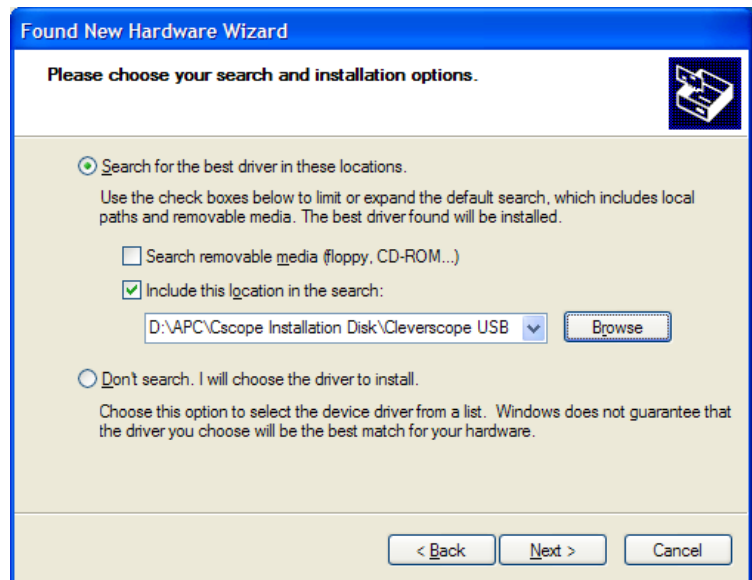 Found New Hardware Wizard
Please choose your search and installation options.
Search for the best driver in these locations.
Use the check boxes below to limit or expand the default search, which includes local
paths and removable media. The best driver found will be installed.
Search removable media (floppy, CD-ROM...)
Include this location in the search:
D:\APC\Cscope Installation Disk\Cleverscope USB
Browse
Don't search. I will choose the driver to install.
Choose this option to select the device driver from a list. Windows does not guarantee that
the driver you choose will be the best match for your hardware.
< Back Next > Cancel